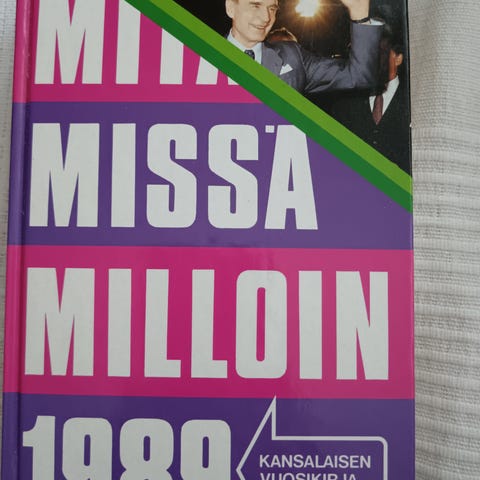 MITÄ
MISSÄ
MILLOIN
1989
KANSALAISEN
VUOSIKIRJA